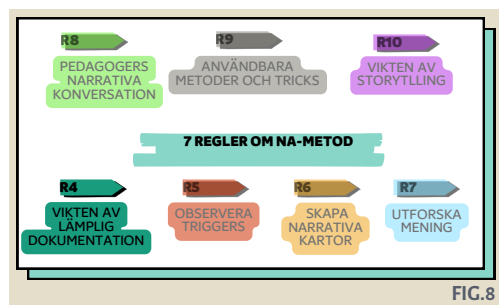 R8
PEDAGOGERS
NARRATIVA
KONVERSATION
R9
ANVÄNDBARA
METODER OCH TRICKS
R10
VIKTEN AV
STORYTLLING
7 REGLER OM NA-METOD
R4
VIKTEN AV
LÄMPLIG
DOKUMENTATION
R5
OBSERVERA
TRIGGERS
R6
SKAPA
NARRATIVA
KARTOR
R7
UTFORSKA
MENING
FIG.8